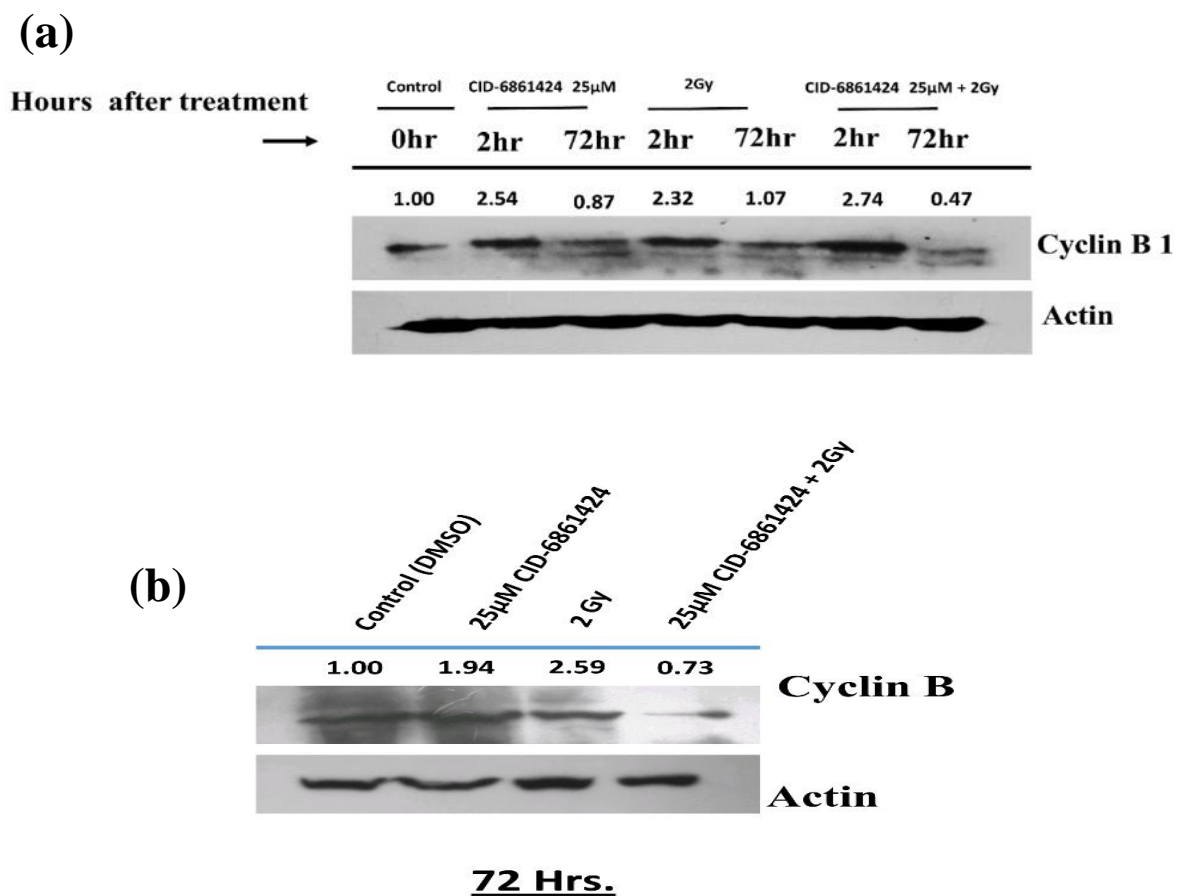 (a)
Control CID-6861424 25µM 2Gy CID-6861424 25µM + 2Gy
Hours after treatment
0hr 2hr 72hr 2hr 72hr 2hr 72hr
1.00 2.54 0.87 2.32 1.07 2.74 0.47
Cyclin B 1
Actin
(b)
Control (DMSO) 25µM CID-6861424 2 Gy 25µM CID-6861424 + 2Gy
1.00 1.94 2.59 0.73
Cyclin B
Actin
72 Hrs.